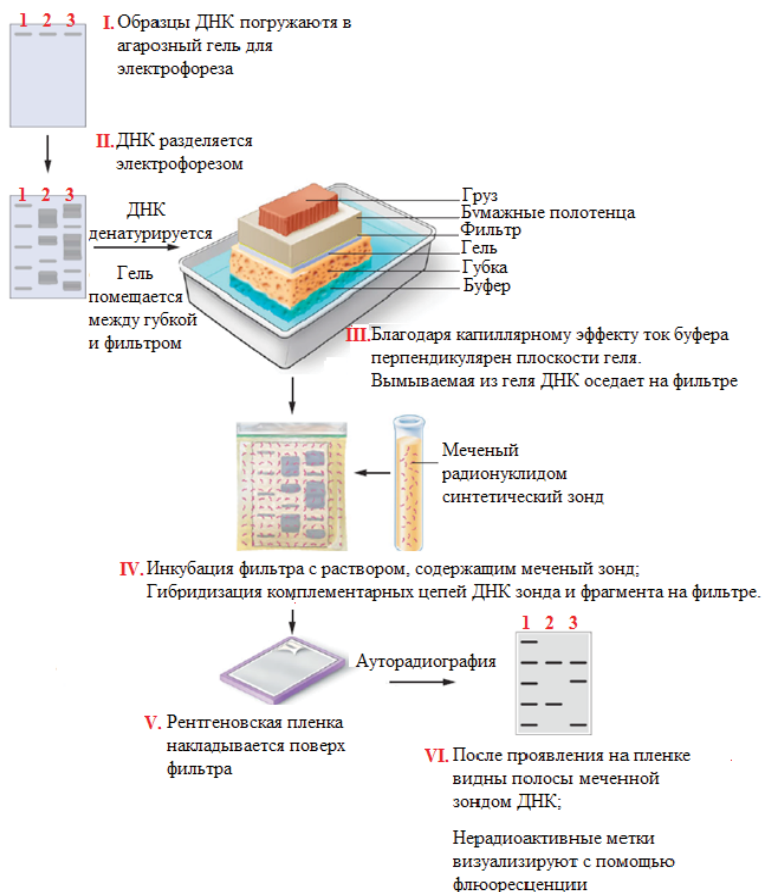 1 2 3
I. Образцы ДНК погружаютя в
агарозный гель для
электрофореза
II. ДНК разделяется
электрофорезом
1 2 3
ДНК
денатурируется
Гель
помещается
между губкой
и фильтром
Груз
Бумажные полотенца
Фильтр
Гель
Губка
Буфер
III. Благодаря капиллярному эффекту ток буфера
перпендикулярен плоскости геля.
Вымываемая из геля ДНК оседает на фильтре
Меченый
радионуклидом
синтетический зонд
IV. Инкубация фильтра с раствором, содержащим меченый зонд;
Гибридизация комплементарных цепей ДНК зонда и фрагмента на фильтре.
1 2 3
Ауторадиография
V. Рентгеновская пленка
накладывается поверх
фильтра
VI. После проявления на пленке
видны полосы меченной
зондом ДНК;
Нерадиоактивные метки
визуализируют с помощью
флюоресценции